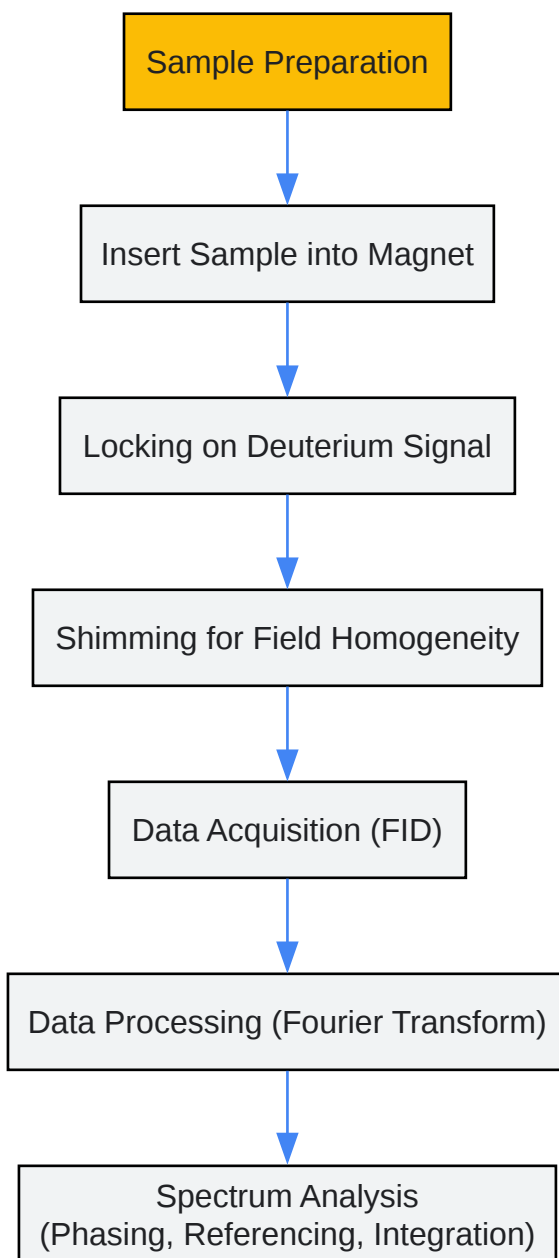 Sample Preparation
Insert Sample into Magnet
Locking on Deuterium Signal
Shimming for Field Homogeneity
Data Acquisition (FID)
Data Processing (Fourier Transform)
Spectrum Analysis
(Phasing, Referencing, Integration)